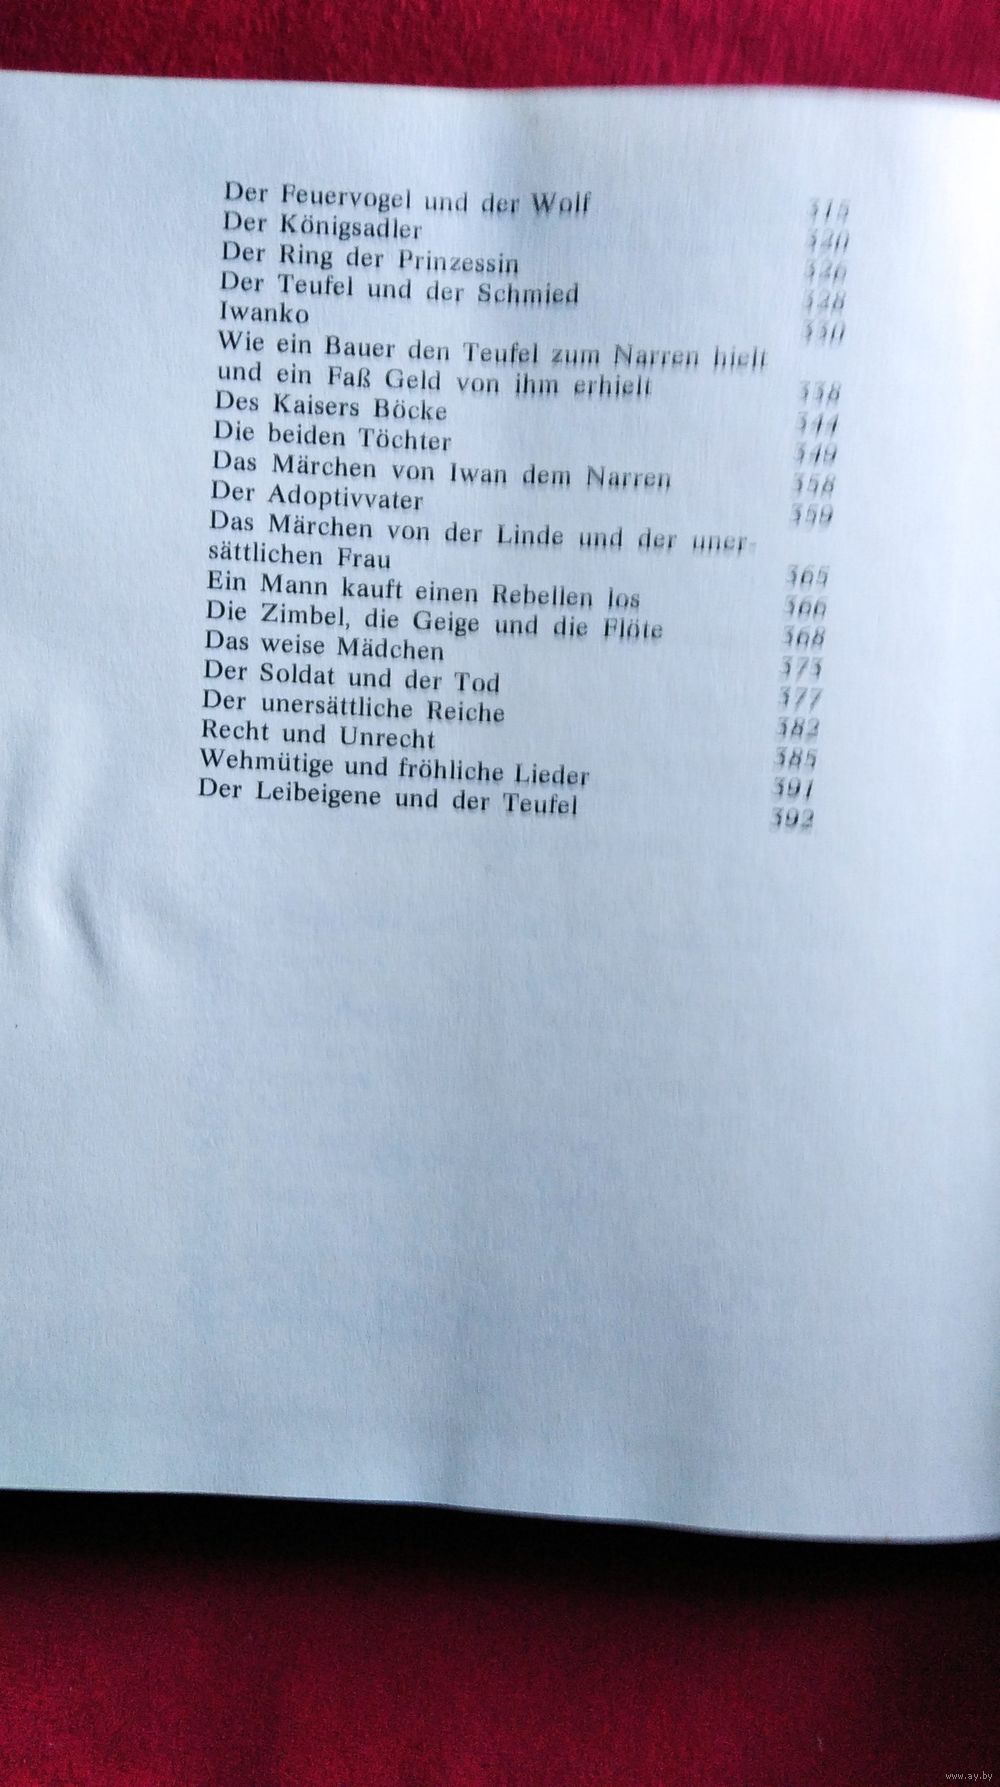 Der Feuervogel und der Wolf 315
Der Königsadler 320
Der Ring der Prinzessin 326
Der Teufel und der Schmied 328
Iwanko 330
Wie ein Bauer den Teufel zum Narren hielt
und ein Faß Geld von ihm erhielt 338
Des Kaisers Böcke 344
Die beiden Töchter 349
Das Märchen von Iwan dem Narren 358
Der Adoptivvater 359
Das Märchen von der Linde und der uner-
sättlichen Frau 365
Ein Mann kauft einen Rebellen los 366
Die Zimbel, die Geige und die Flöte 368
Das weise Mädchen 373
Der Soldat und der Tod 377
Der unersättliche Reiche 382
Recht und Unrecht 385
Wehmütige und fröhliche Lieder 391
Der Leibeigene und der Teufel 392
www.ay.by